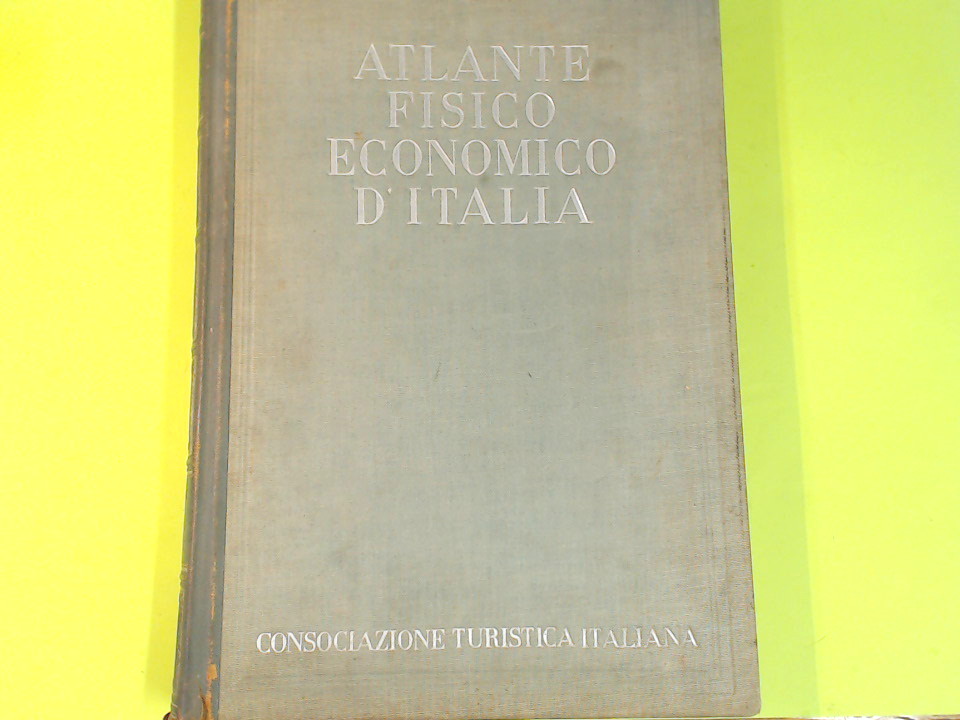 ATLANTE
FISICO
ECONOMICO
D'ITALIA
CONSOCIAZIONE TURISTICA ITALIANA